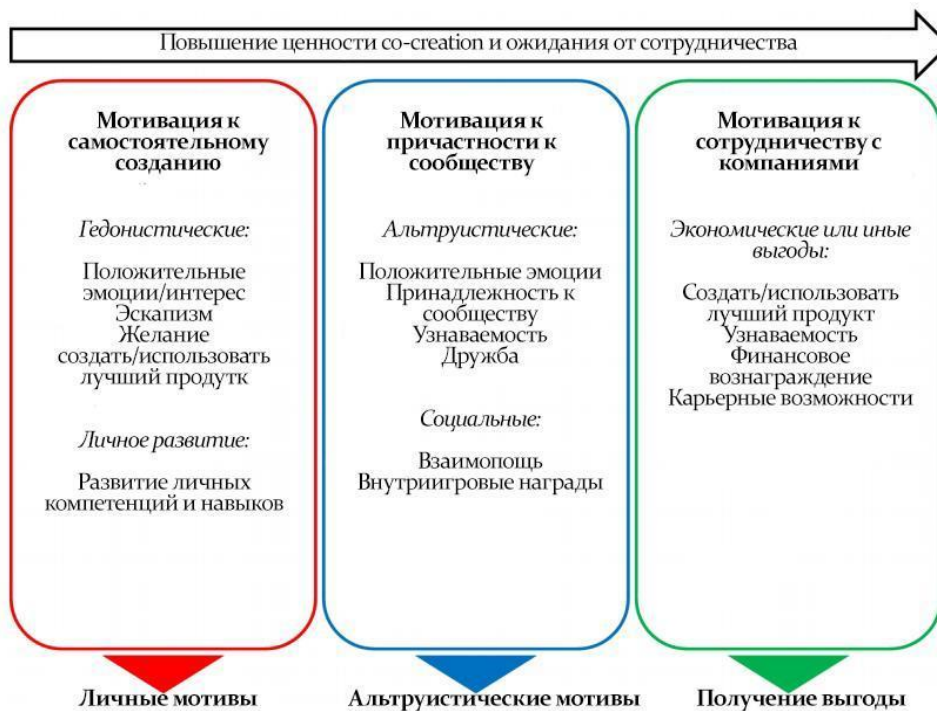 Повышение ценности co-creation и ожидания от сотрудничества
Мотивация к
самостоятельному
созданию
Гедонистические:
Положительные
эмоции/интерес
Эскапизм
Желание
создать/использовать
лучший продутк
Личное развитие:
Развитие личных
компетенций и навыков
Личные мотивы
Мотивация к
причастности к
сообществу
Альтруистические:
Положительные эмоции
Принадлежность к
сообществу
Узнаваемость
Дружба
Социальные:
Взаимопощь
Внутриигровые награды
Альтруистические мотивы
Мотивация к
сотрудничеству с
компаниями
Экономические или иные
выгоды:
Создать/использовать
лучший продукт
Узнаваемость
Финансовое
вознаграждение
Карьерные возможности
Получение выгоды